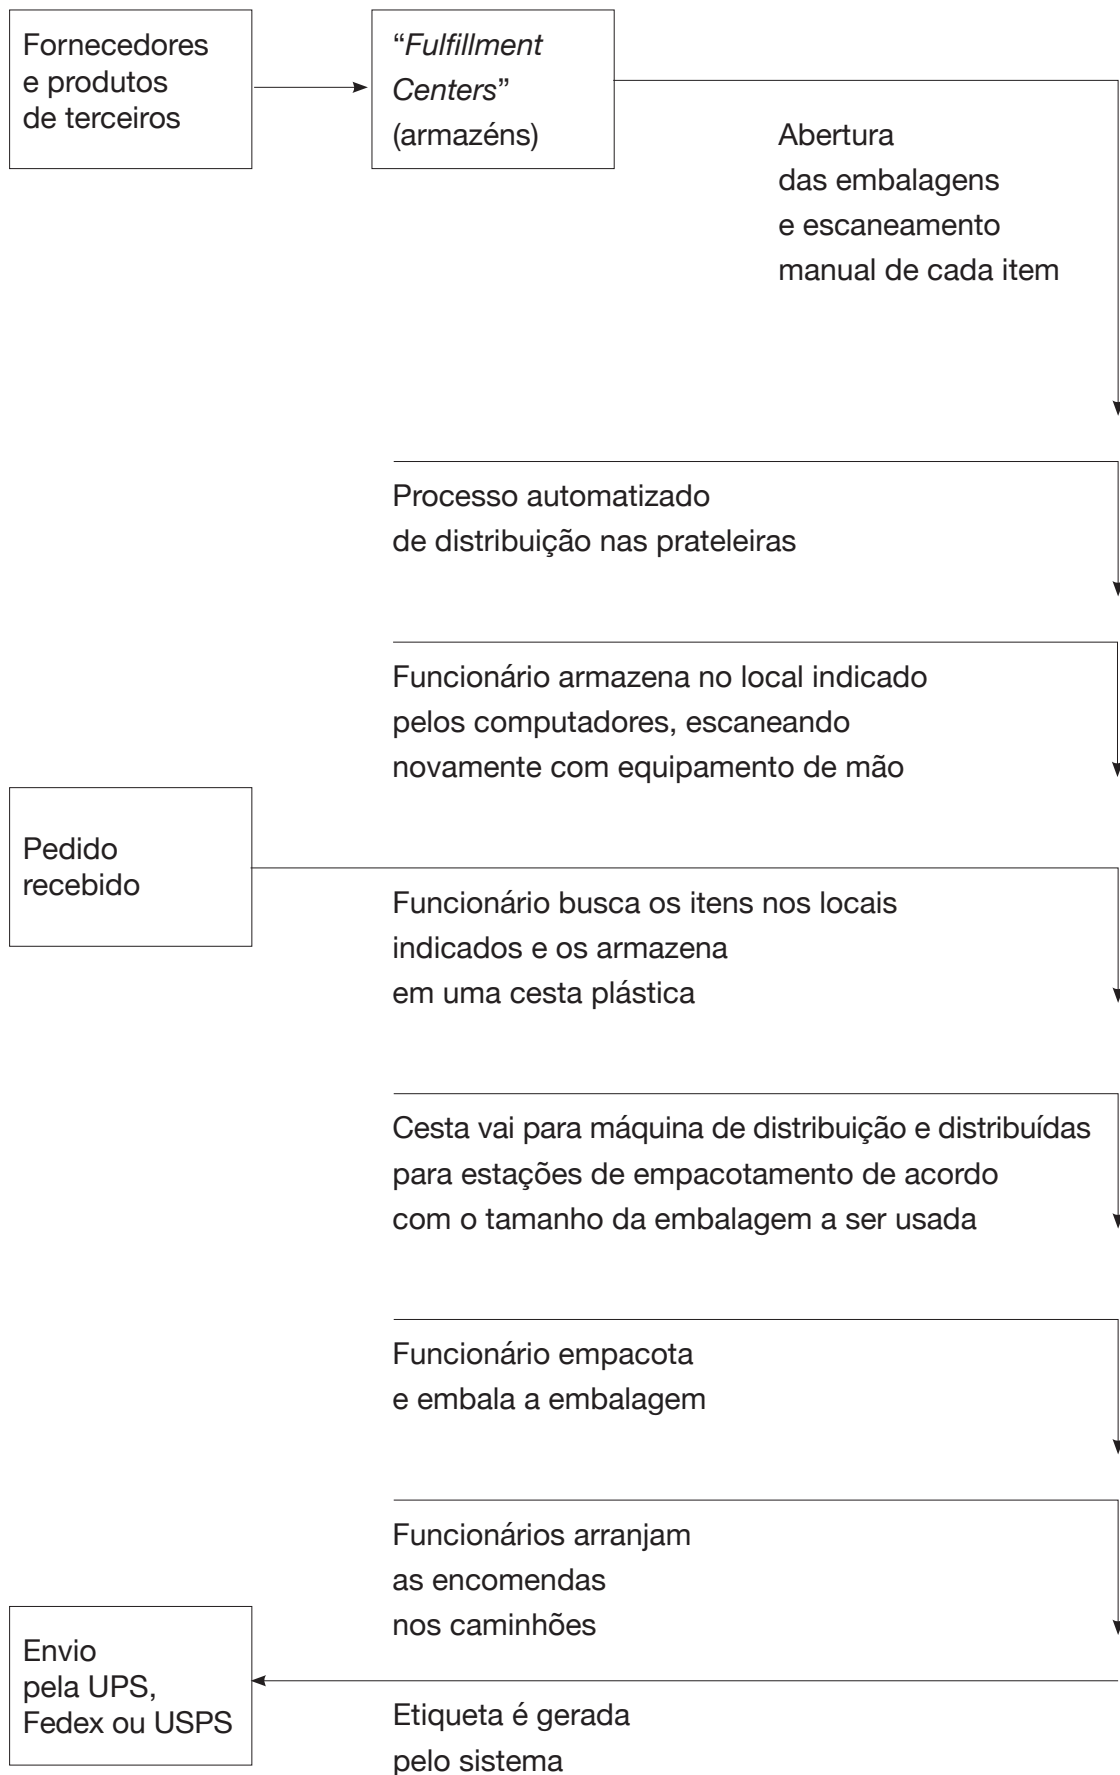 Fornecedores
e produtos
de terceiros
“Fulfillment
Centers”
(armazéns)
Abertura
das embalagens
e escaneamento
manual de cada item
Processo automatizado
de distribuição nas prateleiras
Funcionário armazena no local indicado
pelos computadores, escaneando
novamente com equipamento de mão
Pedido
recebido
Funcionário busca os itens nos locais
indicados e os armazena
em uma cesta plástica
Cesta vai para máquina de distribuição e distribuídas
para estações de empacotamento de acordo
com o tamanho da embalagem a ser usada
Funcionário empacota
e embala a embalagem
Funcionários arranjam
as encomendas
nos caminhões
Envio
pela UPS,
Fedex ou USPS
Etiqueta é gerada
pelo sistema